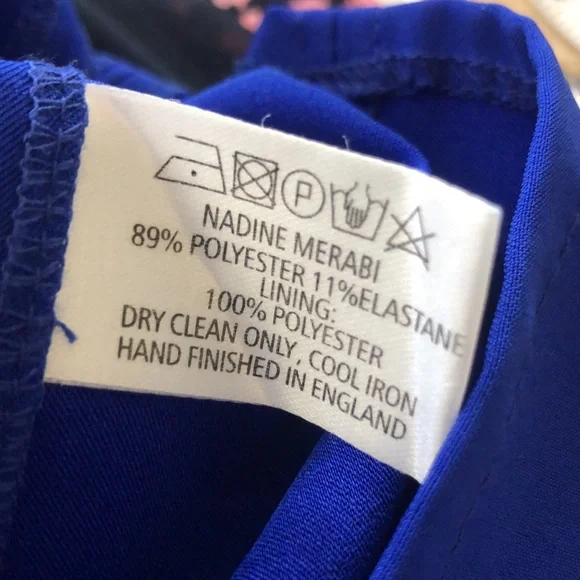 P
NADINE MERABI
89% POLYESTER 11%ELASTANE
LINING:
100% POLYESTER
DRY CLEAN ONLY, COOL IRON
HAND FINISHED IN ENGLAND